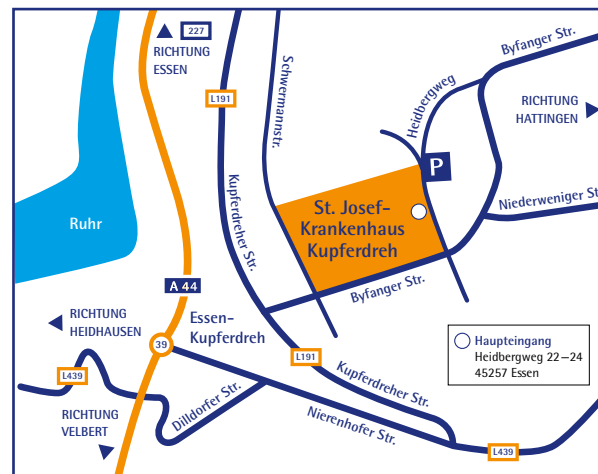 227
RICHTUNG
ESSEN
L191
Schwermannstr.
Heidbergweg
Byfanger Str.
RICHTUNG
HATTINGEN
P
Kupferdreher Str.
St. Josef-
Krankenhaus
Kupferdreh
Niederweniger St
Ruhr
A 44
Byfanger Str.
RICHTUNG
HEIDHAUSEN
Essen-
Kupferdreh
39
L191
Kupferdreher Str.
Haupteingang
Heidbergweg 22–24
45257 Essen
L439
Dilldorfer Str.
Nierenhofer Str.
RICHTUNG
VELBERT
L439